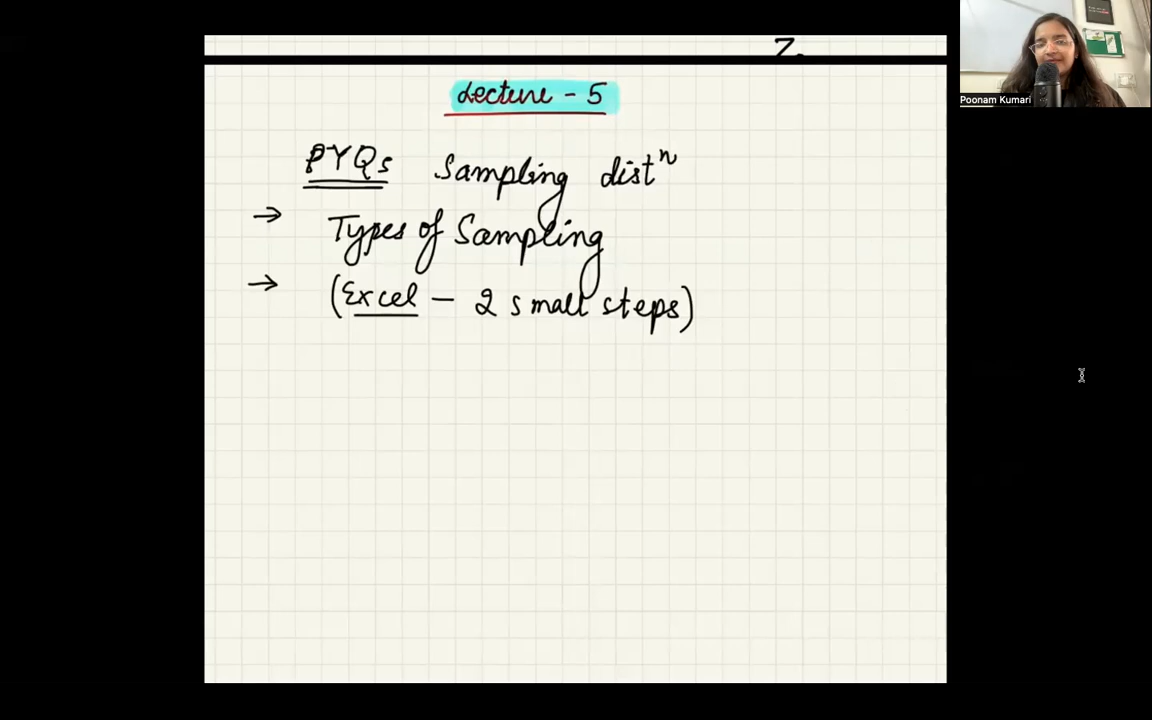 Lecture - 5
PYQs Sampling distⁿ
→ Types of Sampling
→ (Excel - 2 small steps)
Poonam Kumari